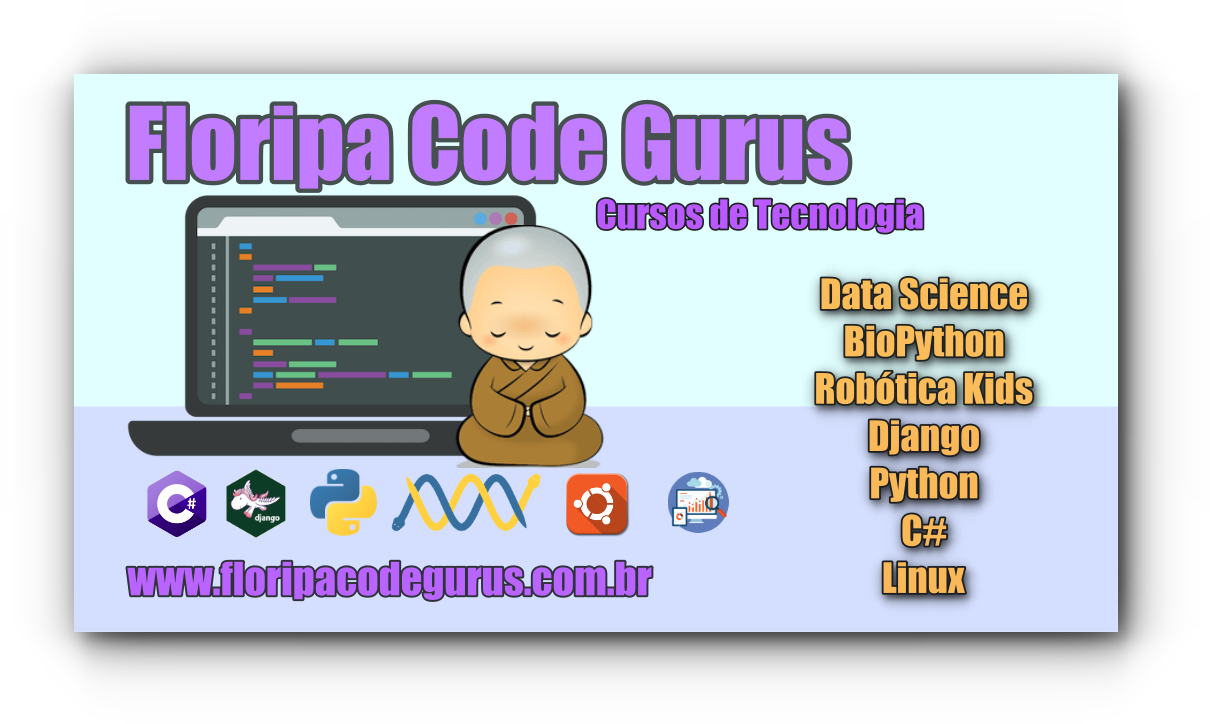 Floripa Code Gurus
Cursos de Tecnologia
Data Science
BioPython
Robótica Kids
Django
Python
C#
Linux
C#
django
www.floripacodegurus.com.br